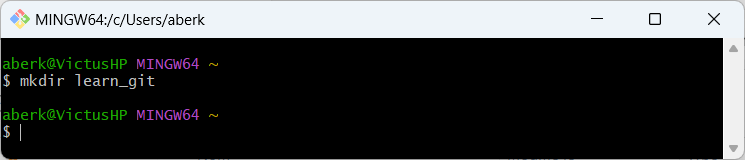 MINGW64:/c/Users/aberk
aberk@VictusHP MINGW64 ~
$ mkdir learn_git
aberk@VictusHP MINGW64 ~
$